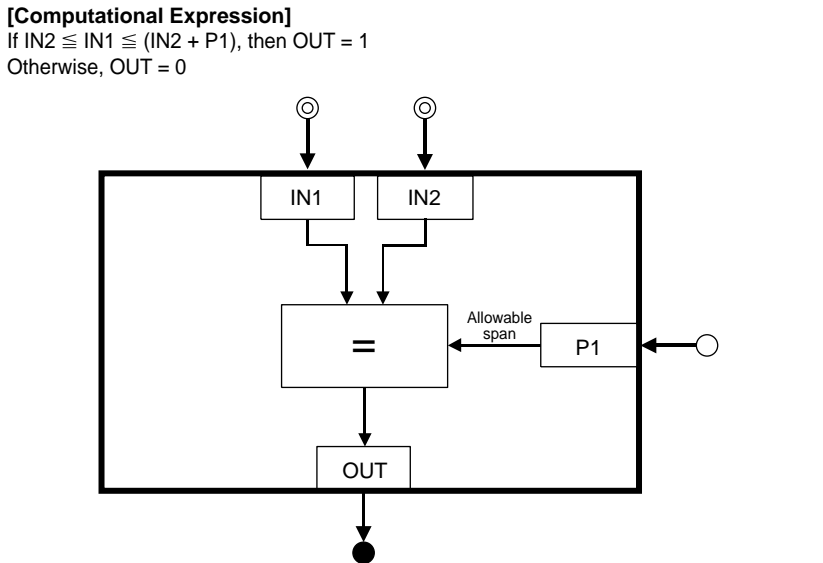 [Computational Expression]
If IN2 ≦ IN1 ≦ (IN2 + P1), then OUT = 1
Otherwise, OUT = 0
IN1
IN2
Allowable
span
=
P1
OUT